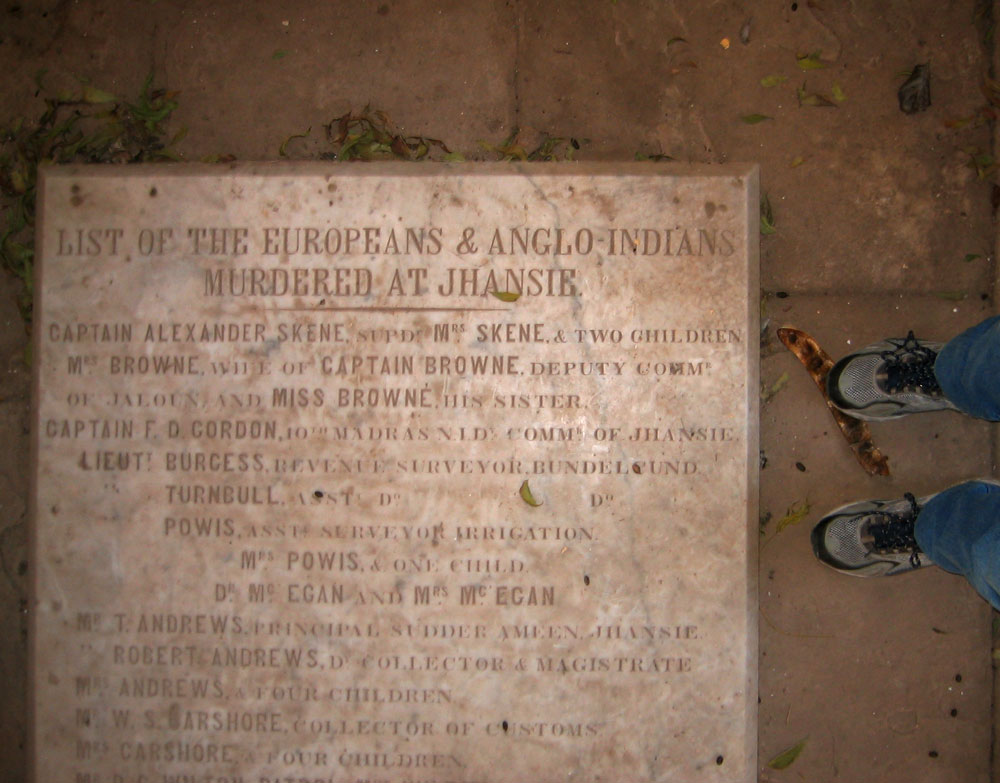 LIST OF THE EUROPEANS & ANGLO-INDIANS
MURDERED AT JHANSIE.
CAPTAIN ALEXANDER SKENE, SUPDT MRS SKENE, & TWO CHILDREN
MRS BROWNE, WIFE OF CAPTAIN BROWNE, DEPUTY COMMR
OF JALOUN, AND MISS BROWNE, HIS SISTER.
CAPTAIN F. D. GORDON, 10TH MADRAS N.I. DY COMMR OF JHANSIE.
LIEUTT BURGESS, REVENUE SURVEYOR, BUNDELCUND.
" TURNBULL, ASSTT DO DO
POWIS, ASSTT SURVEYOR IRRIGATION.
MRS POWIS, & ONE CHILD.
DR MC EGAN AND MRS MC EGAN
MR T. ANDREWS, PRINCIPAL SUDDER AMEEN, JHANSIE
" ROBERT ANDREWS, DY COLLECTOR & MAGISTRATE
MRS ANDREWS, & FOUR CHILDREN.
MR W. S. CARSHORE, COLLECTOR OF CUSTOMS
MRS CARSHORE, & FOUR CHILDREN.